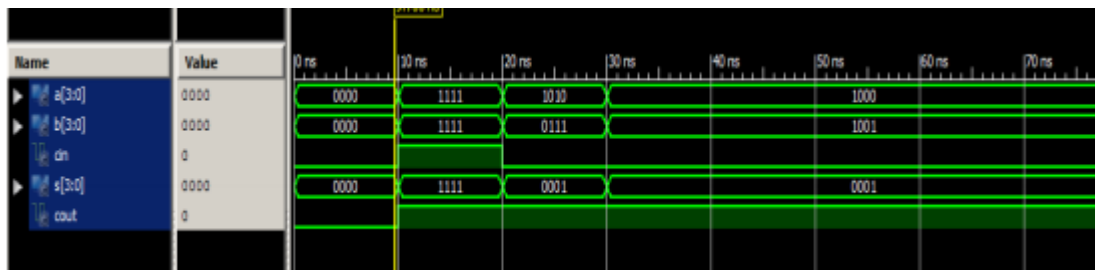 Name Value 0 ns 10 ns 20 ns 30 ns 40 ns 50 ns 60 ns 70 ns
a[3:0] 0000 0000 1111 1010 1000
b[3:0] 0000 0000 1111 0111 1001
cin 0
s[3:0] 0000 0000 1111 0001 0001
cout 0